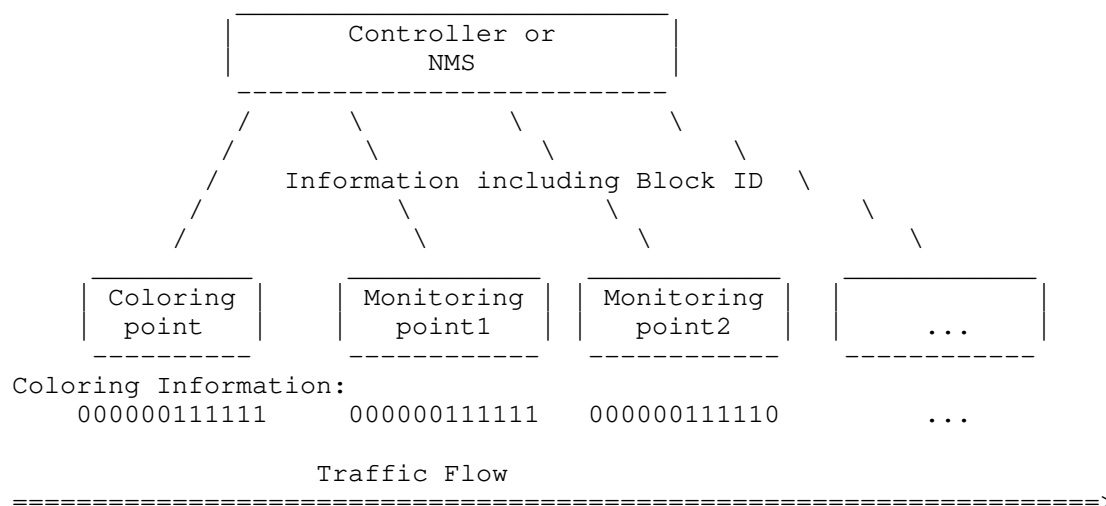 Controller or
NMS
Information including Block ID
Coloring Monitoring Monitoring
point point1 point2 ...
Coloring Information:
000000111111 000000111111 000000111110 ...
Traffic Flow